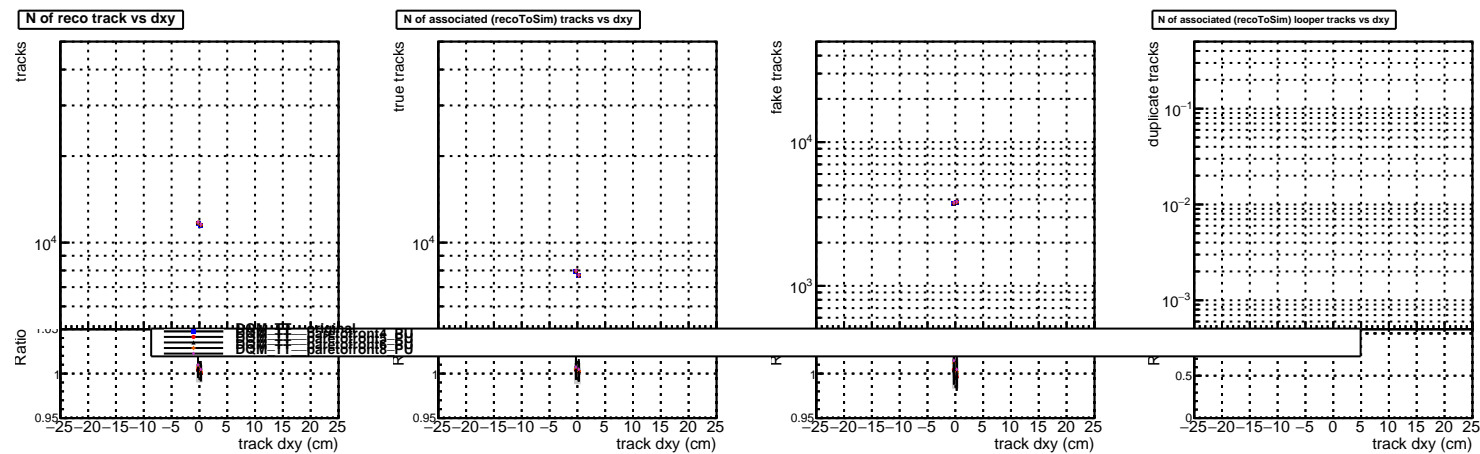 N of reco track vs dxy
tracks
10^4
Ratio
1
0.95
−25 −20 −15 −10 −5 0 5 10 15 20 25
track dxy (cm)
N of associated (recoToSim) tracks vs dxy
true tracks
10^4
1
0.95
−25 −20 −15 −10 −5 0 5 10 15 20 25
track dxy (cm)
fake tracks
10^4
10^3
1
0.95
−25 −20 −15 −10 −5 0 5 10 15 20 25
track dxy (cm)
N of associated (recoToSim) looper tracks vs dxy
duplicate tracks
10^−1
10^−2
10^−3
0.5
0
−25 −20 −15 −10 −5 0 5 10 15 20 25
track dxy (cm)
DQM_TT__paretofront8_PU